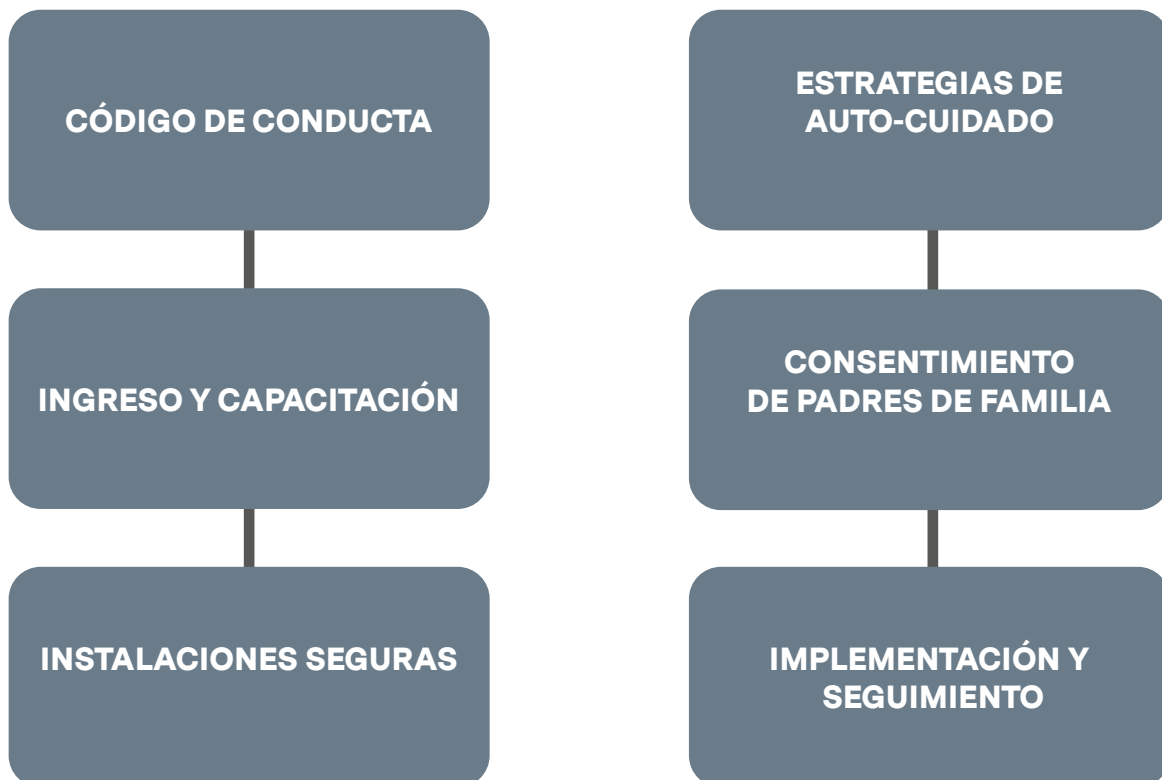 CÓDIGO DE CONDUCTA
INGRESO Y CAPACITACIÓN
INSTALACIONES SEGURAS
ESTRATEGIAS DE
AUTO-CUIDADO
CONSENTIMIENTO
DE PADRES DE FAMILIA
IMPLEMENTACIÓN Y
SEGUIMIENTO